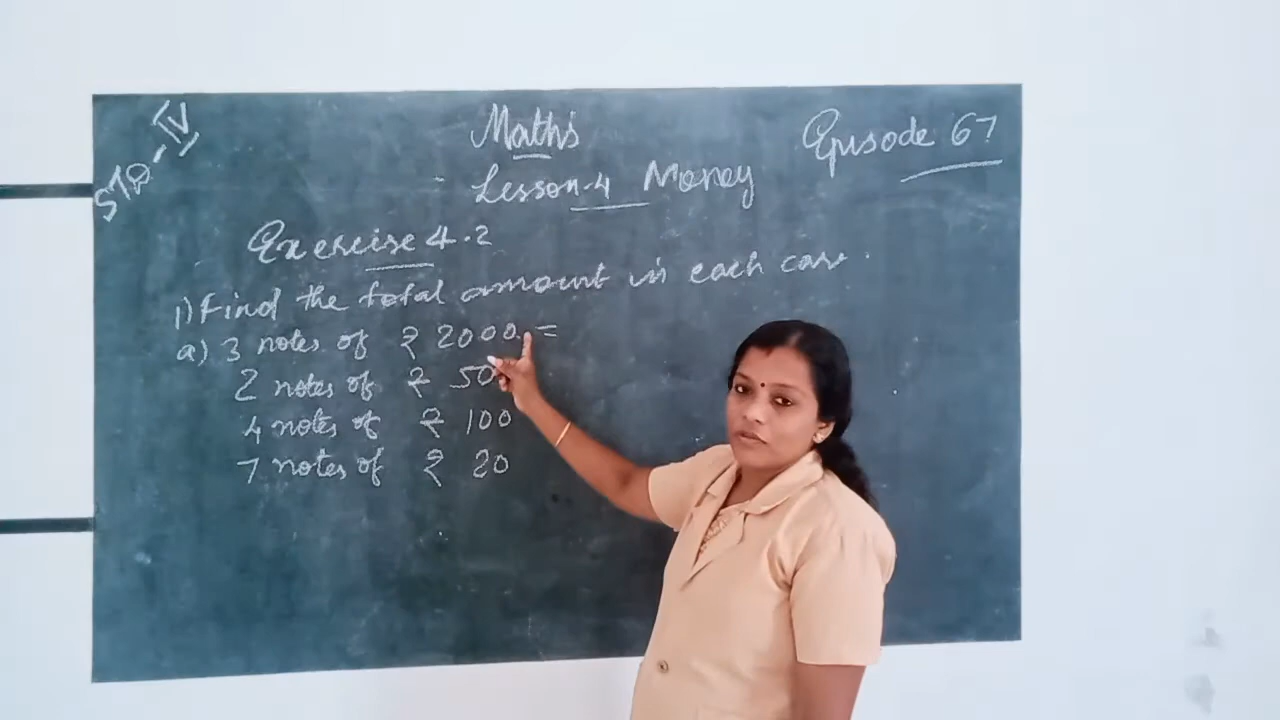 STD-IV
Maths
Episode 67
Lesson-4 Money
Exercise 4.2
1) Find the total amount in each case.
a) 3 notes of ₹ 2000 =
2 notes of ₹
4 notes of ₹ 100
7 notes of ₹ 20